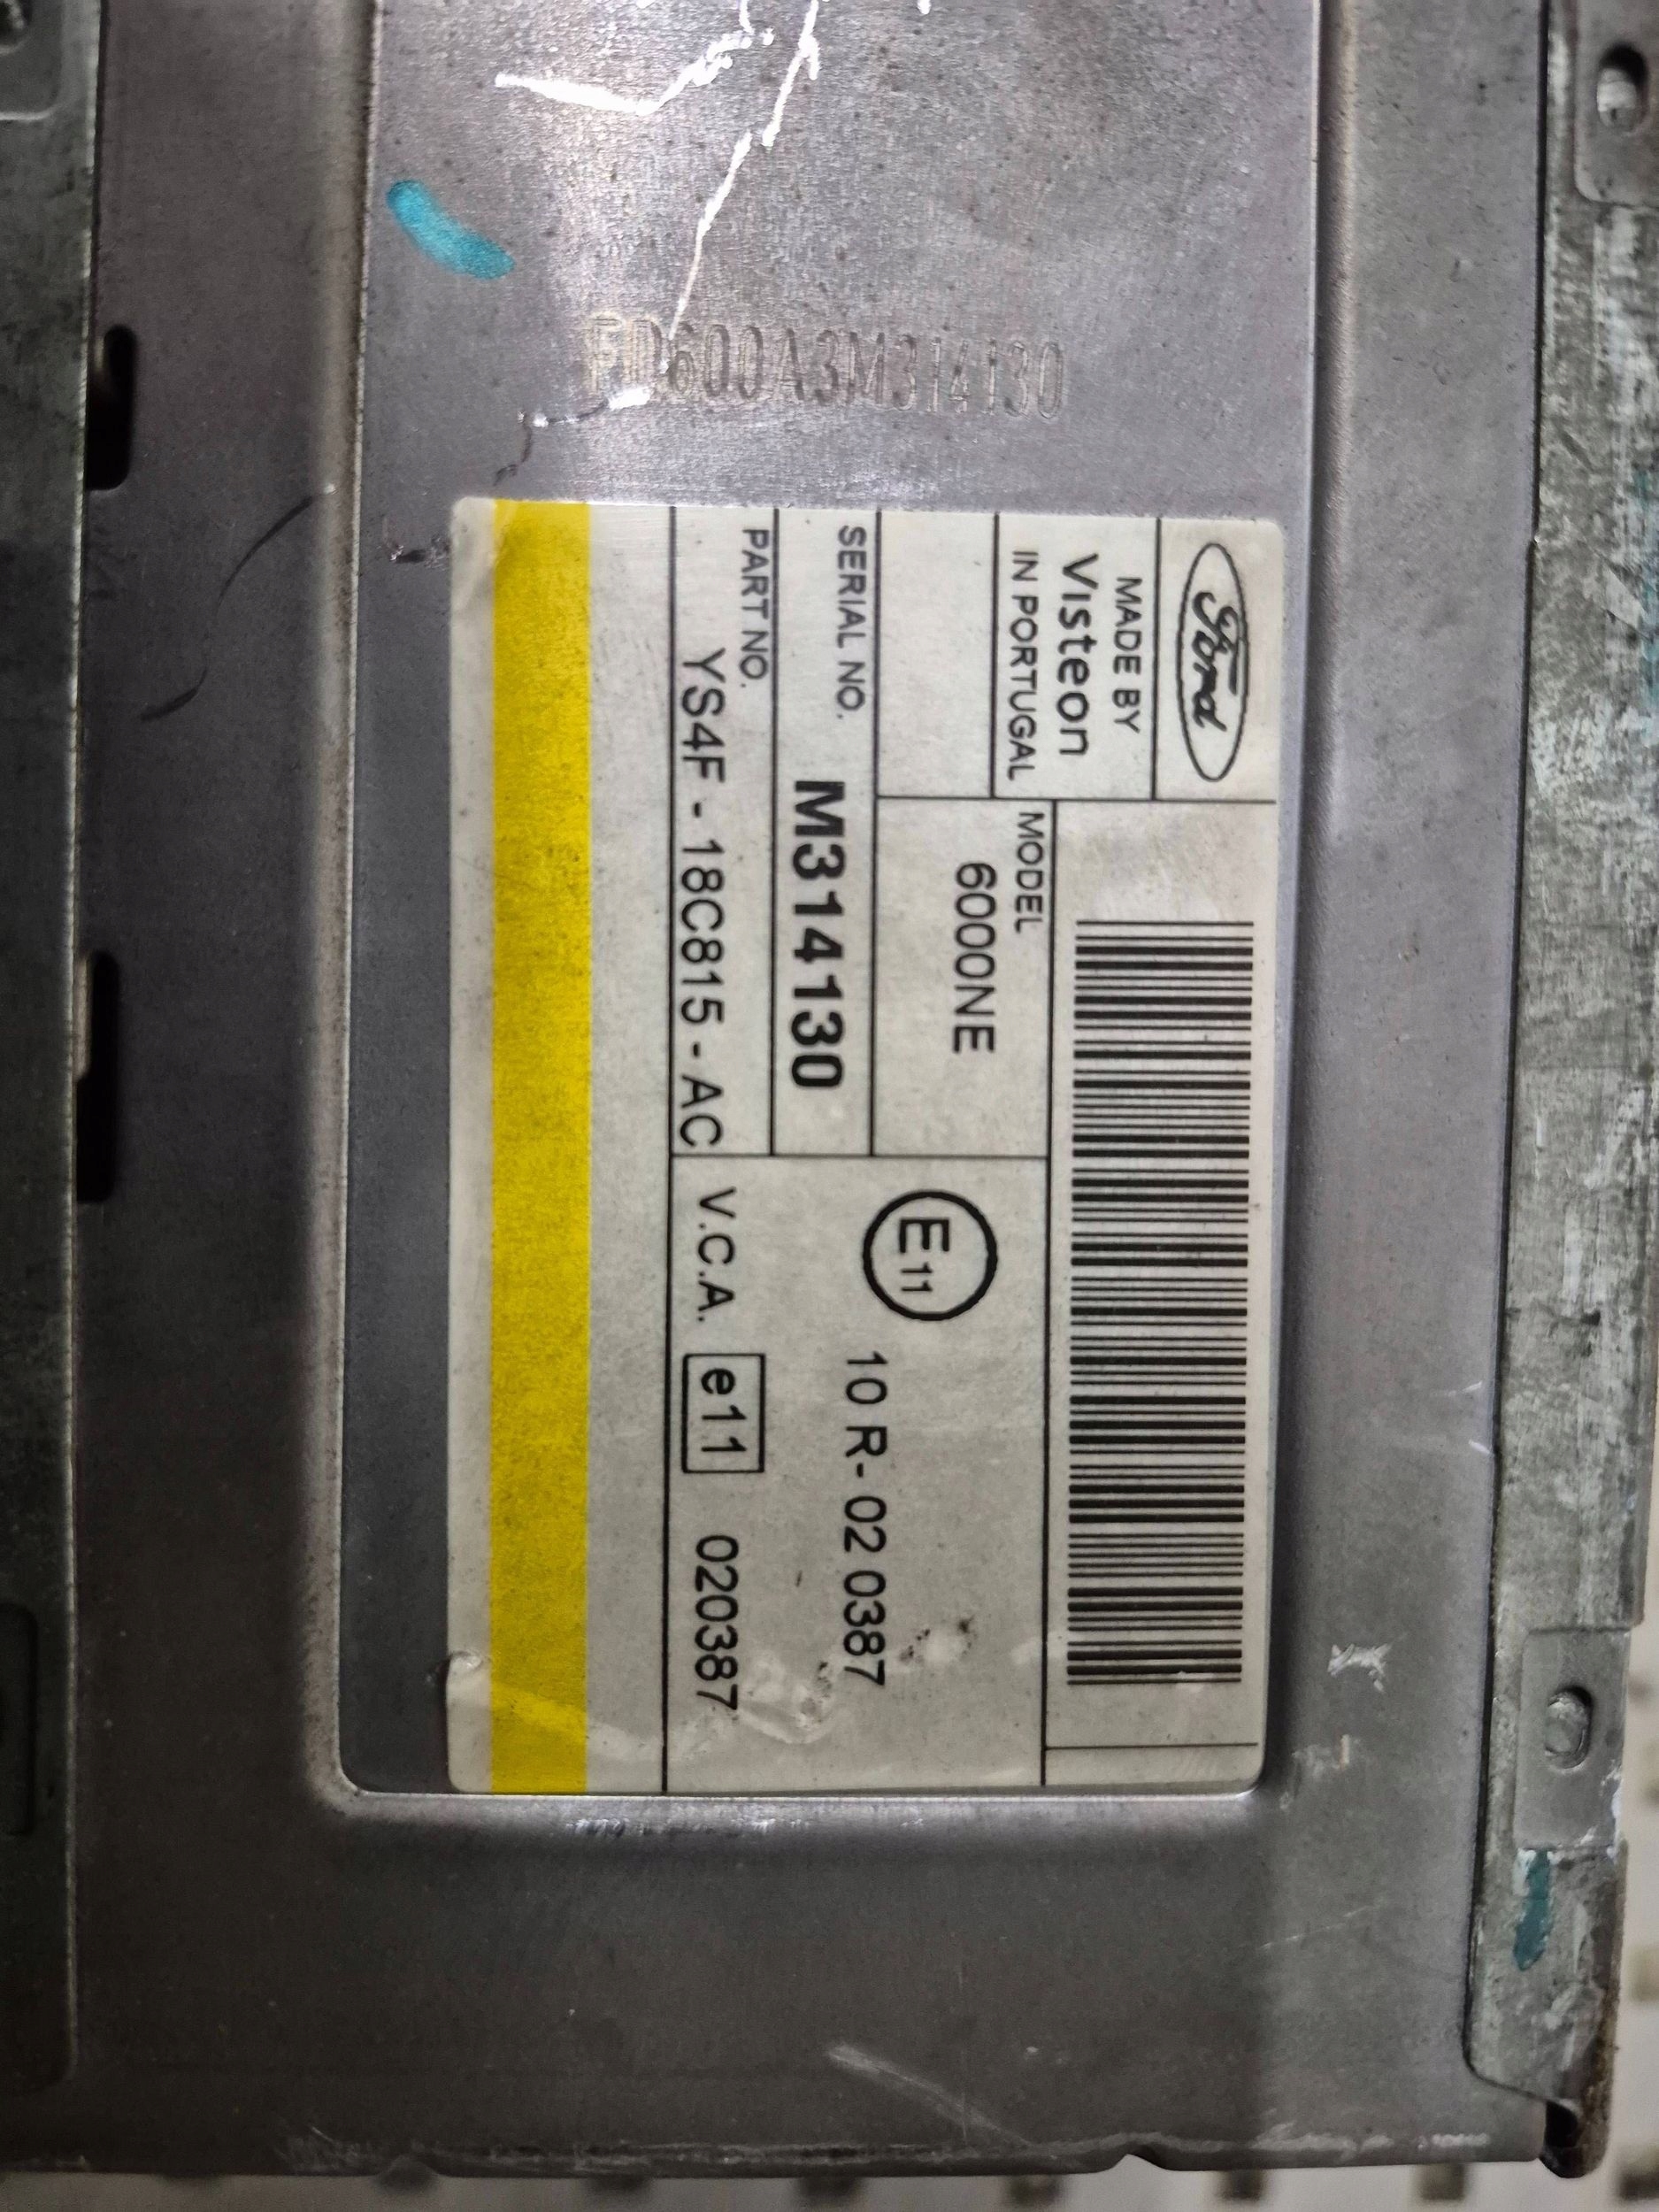 FD600A3M314130
Ford
MADE BY
Visteon
IN PORTUGAL
MODEL
6000NE
SERIAL NO.
M314130
PART NO.
YS4F - 18C815 - AC
E11
10 R- 02 0387
V.C.A. e11 020387